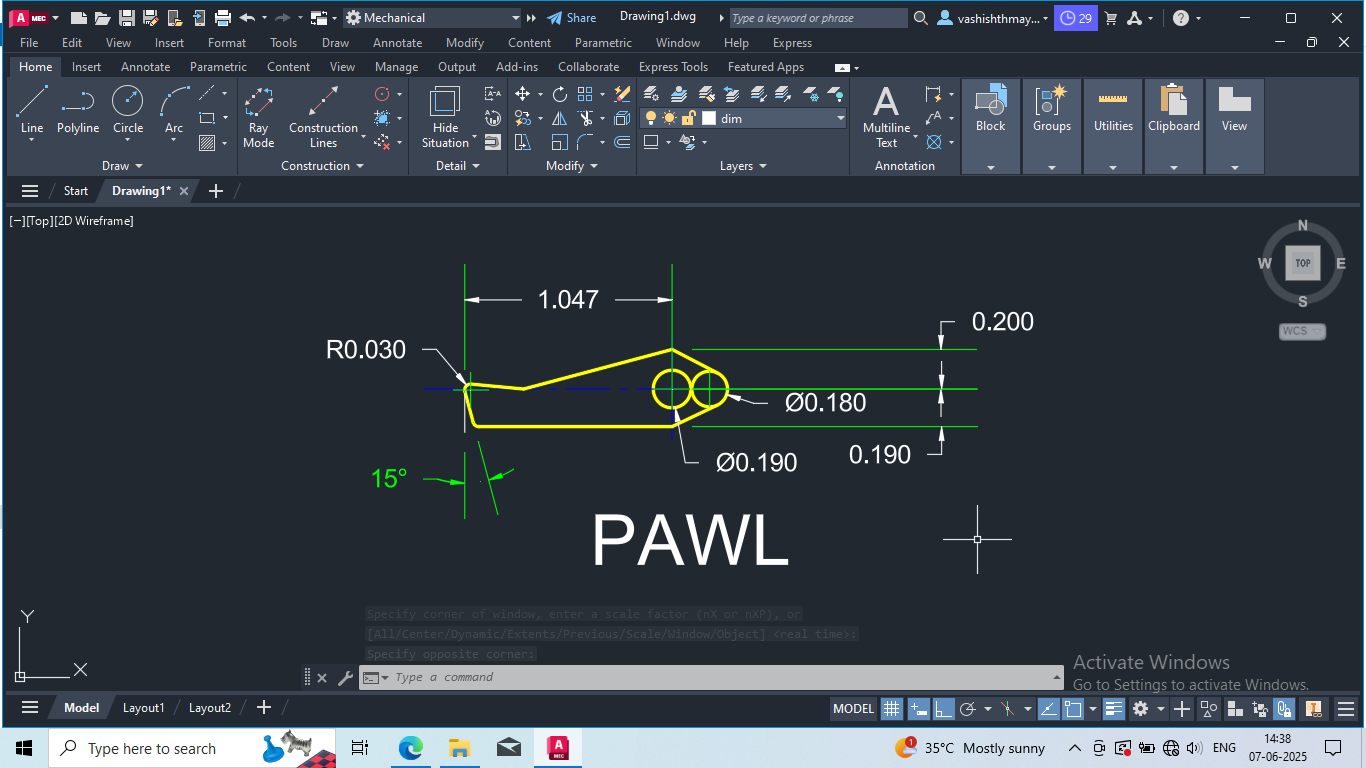 A MEC
Mechanical
Share
Drawing1.dwg
Type a keyword or phrase
vashishthmay...
29
File Edit View Insert Format Tools Draw Annotate Modify Content Parametric Window Help Express
Home Insert Annotate Parametric Content View Manage Output Add-ins Collaborate Express Tools Featured Apps
Line Polyline Circle Arc
Ray Mode
Construction Lines
Hide Situation
dim
A
Multiline Text
Block Groups Utilities Clipboard View
Draw Construction Detail Modify Layers Annotation
Start Drawing1*
[−][Top][2D Wireframe]
N
W TOP E
S
WCS
1.047
0.200
R0.030
Ø0.180
0.190
Ø0.190
15°
PAWL
Specify corner of window, enter a scale factor (nX or nXP), or
[All/Center/Dynamic/Extents/Previous/Scale/Window/Object] <real time>:
Specify opposite corner:
Y
X
Type a command
Activate Windows
Go to Settings to activate Windows.
Model Layout1 Layout2
MODEL
Type here to search
A MEC
1
35°C Mostly sunny
ENG
14:38
07-06-2025